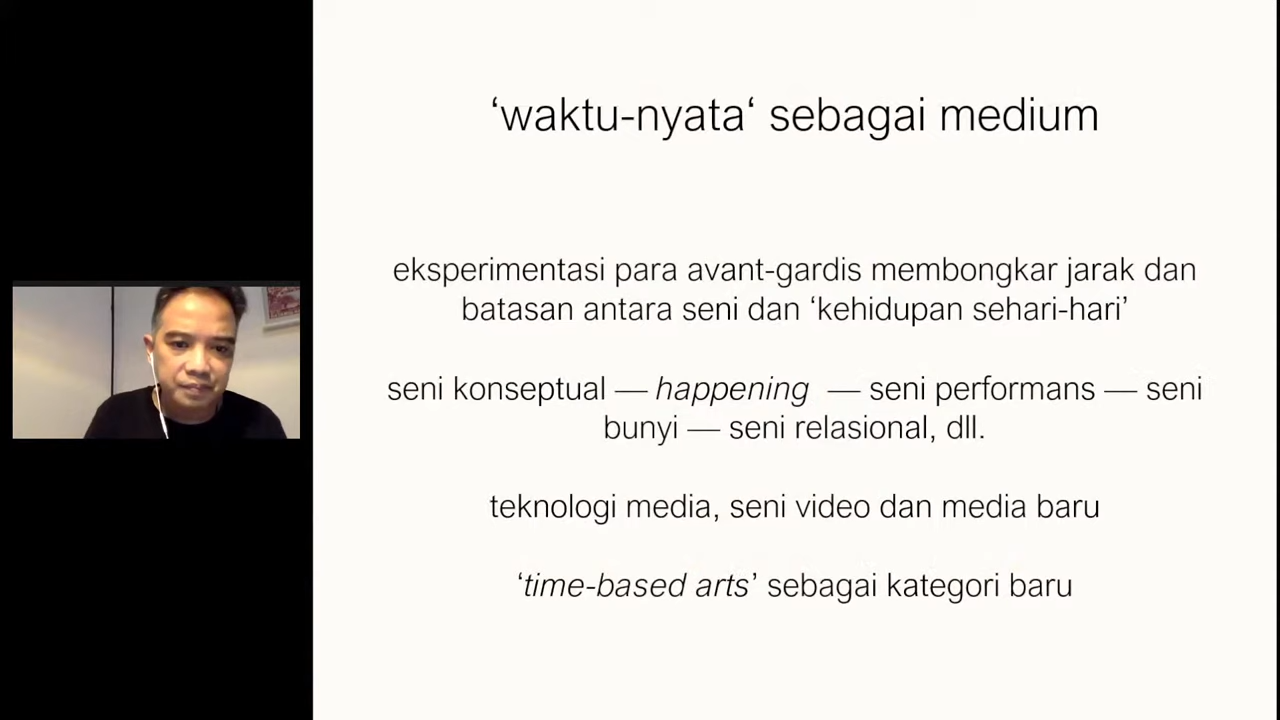 ‘waktu-nyata‘ sebagai medium
eksperimentasi para avant-gardis membongkar jarak dan
batasan antara seni dan ‘kehidupan sehari-hari’
seni konseptual — happening — seni performans — seni
bunyi — seni relasional, dll.
teknologi media, seni video dan media baru
‘time-based arts’ sebagai kategori baru